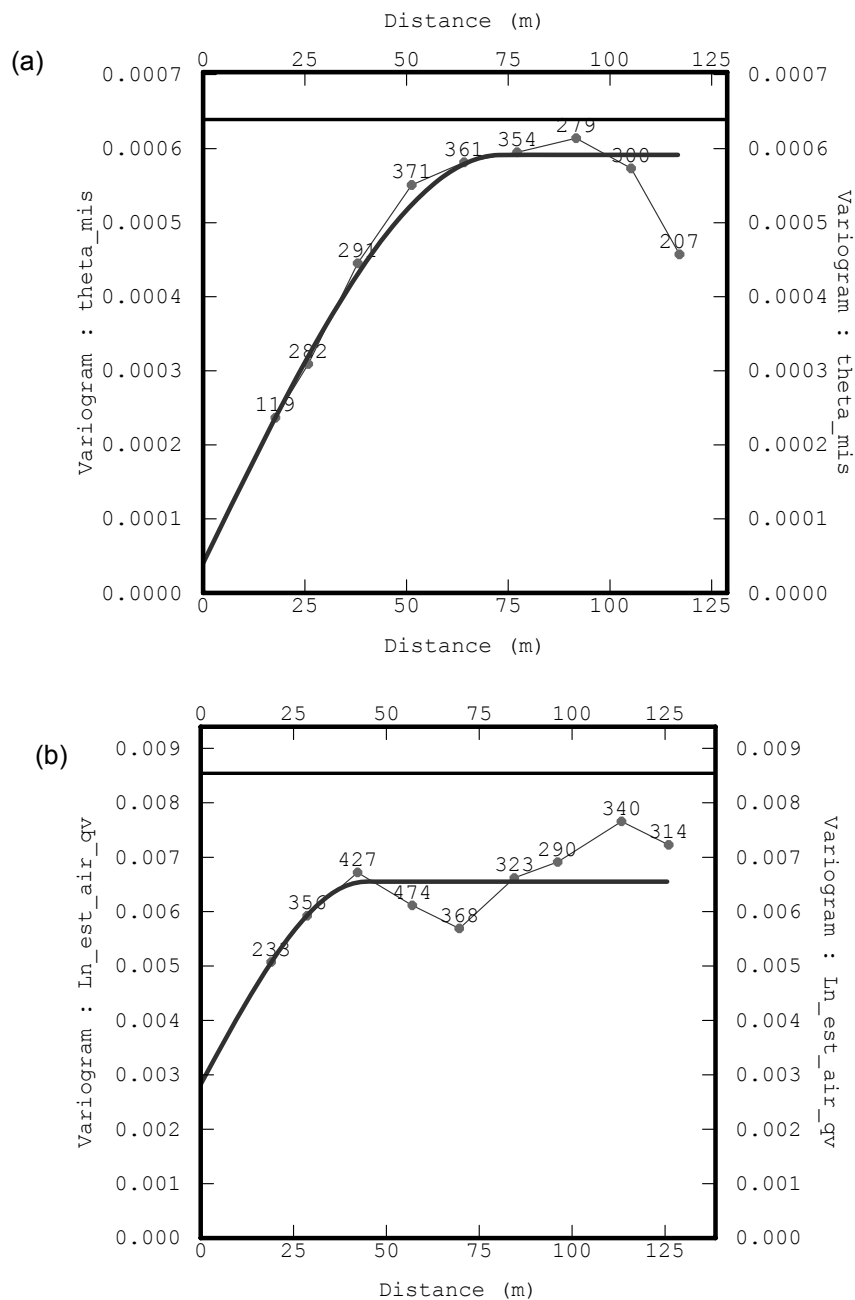 Distance (m)
0 25 50 75 100 125
(a)
0.0007 0.0007
279
0.0006 361 354 300 0.0006
371
207
0.0005 0.0005
291
0.0004 0.0004
282
0.0003 0.0003
119
0.0002 0.0002
0.0001 0.0001
0.0000 0.0000
Variogram : theta_mis
Variogram : theta_mis
0 25 50 75 100 125
Distance (m)
0 25 50 75 100 125
(b)
0.009 0.009
0.008 340 0.008
314
0.007 427 323 290 0.007
474
368
0.006 356 0.006
233
0.005 0.005
0.004 0.004
0.003 0.003
0.002 0.002
0.001 0.001
0.000 0.000
Variogram : Ln_est_air_qv
Variogram : Ln_est_air_qv
0 25 50 75 100 125
Distance (m)